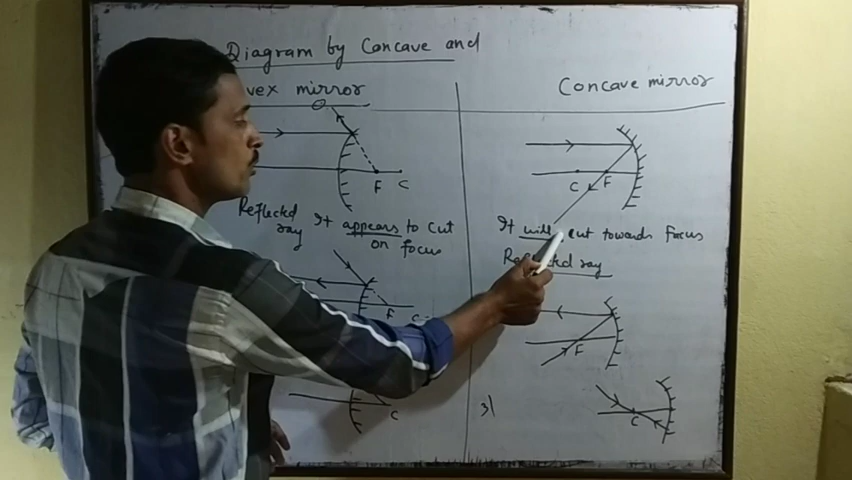 Diagram by Concave and
vex mirror
F C
Reflected ray
It appears to cut
on focus
F
C
Concave mirror
C F
It will cut towards Focus
Reflected ray
F
3)
C